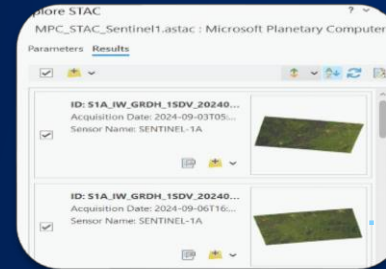 plore STAC
MPC_STAC_Sentinel1.astac : Microsoft Planetary Computer
Parameters Results
ID: S1A_IW_GRDH_1SDV_20240...
Acquisition Date: 2024-09-03T05:...
Sensor Name: SENTINEL-1A
ID: S1A_IW_GRDH_1SDV_20240...
Acquisition Date: 2024-09-06T16:...
Sensor Name: SENTINEL-1A